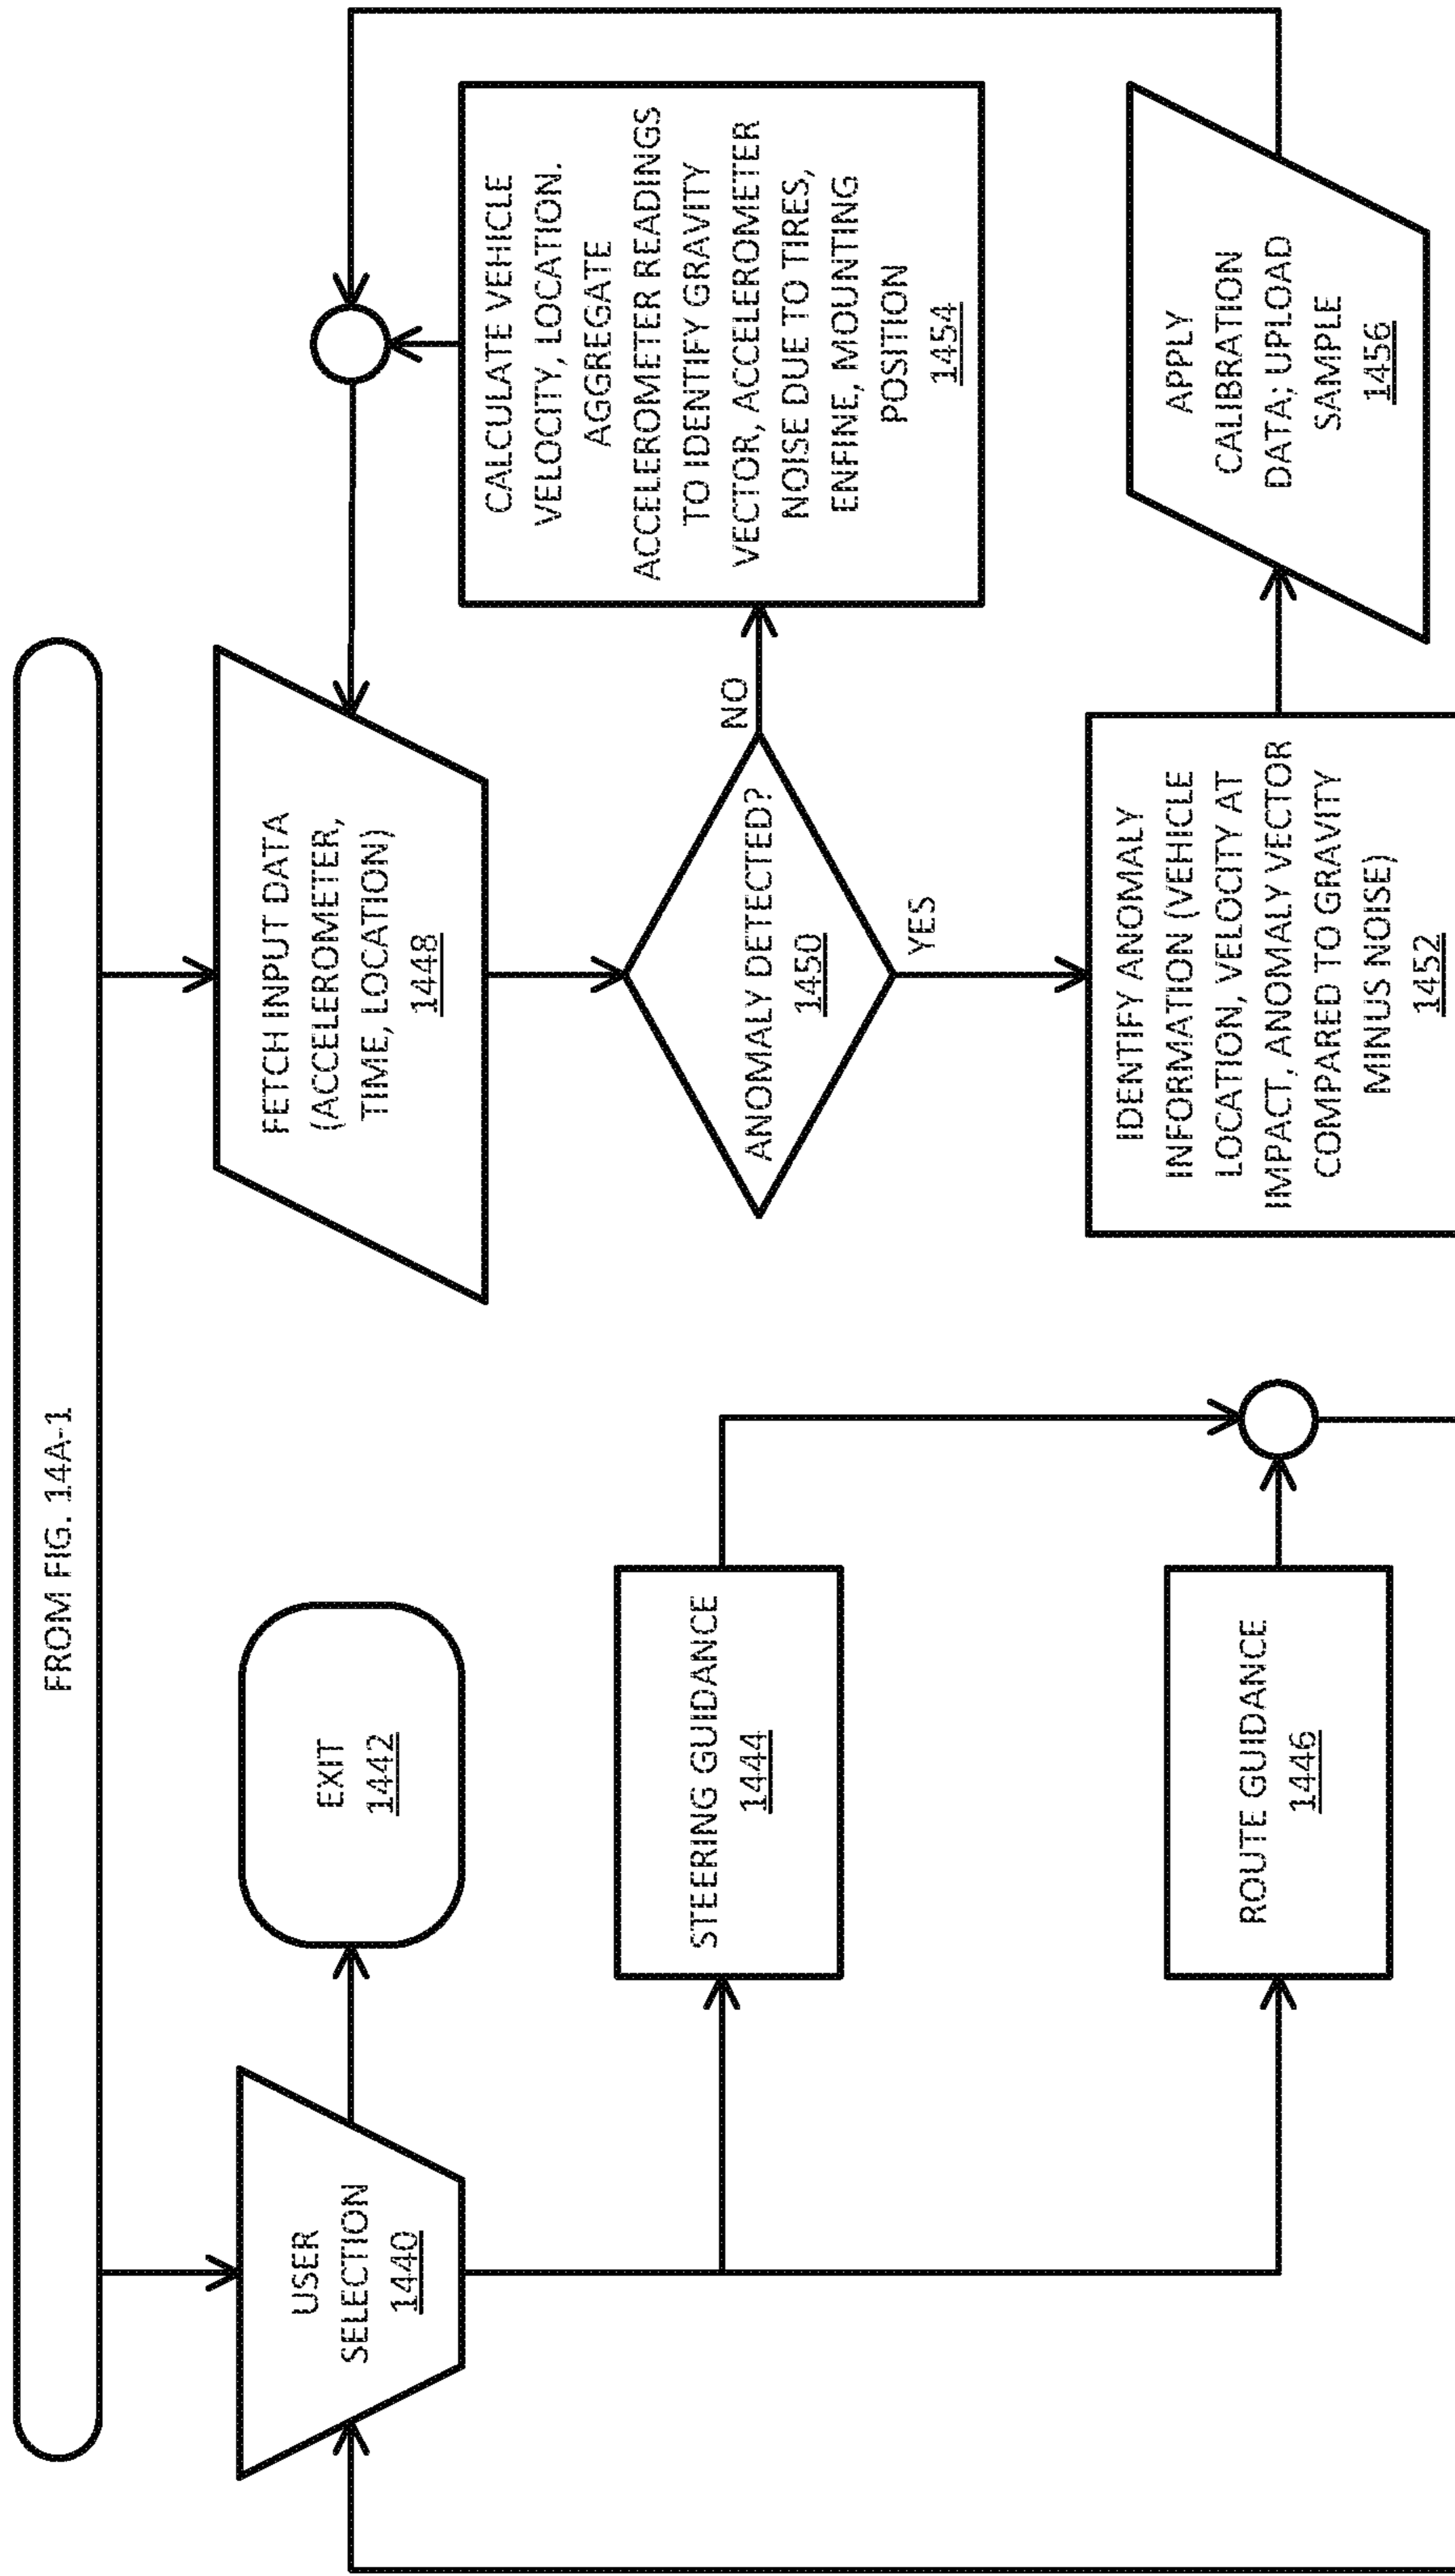 FROM FIG. 14A-1
USER
SELECTION
1440
EXIT
1442
STEERING GUIDANCE
1444
ROUTE GUIDANCE
1446
FETCH INPUT DATA
(ACCELEROMETER,
TIME, LOCATION)
1448
ANOMALY DETECTED?
1450
NO
YES
CALCULATE VEHICLE
VELOCITY, LOCATION.
AGGREGATE
ACCELEROMETER READINGS
TO IDENTIFY GRAVITY
VECTOR, ACCELEROMETER
NOISE DUE TO TIRES,
ENFINE, MOUNTING
POSITION
1454
IDENTIFY ANOMALY
INFORMATION (VEHICLE
LOCATION, VELOCITY AT
IMPACT, ANOMALY VECTOR
COMPARED TO GRAVITY
MINUS NOISE)
1452
APPLY
CALIBRATION
DATA; UPLOAD
SAMPLE
1456